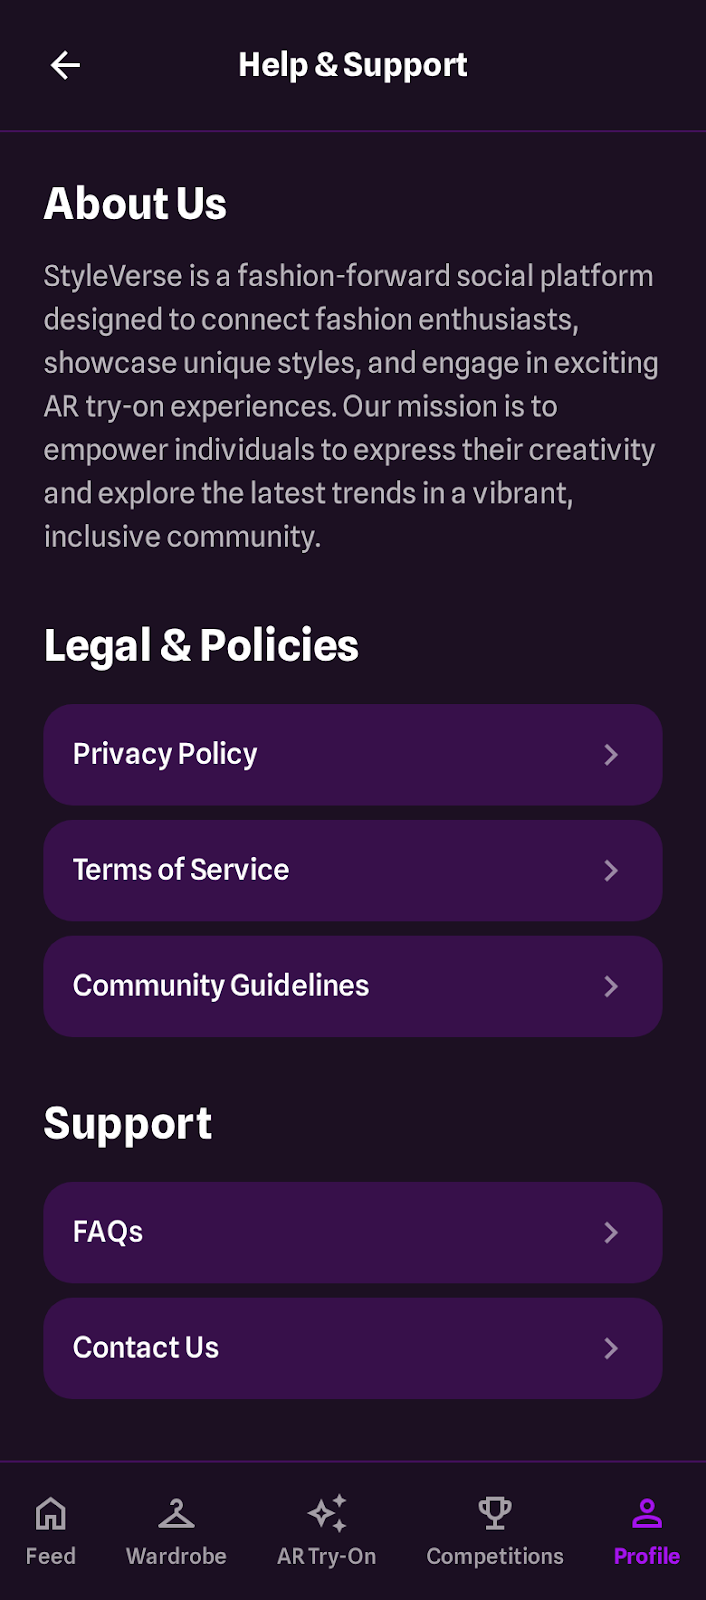 Help & Support
About Us
StyleVerse is a fashion-forward social platform
designed to connect fashion enthusiasts,
showcase unique styles, and engage in exciting
AR try-on experiences. Our mission is to
empower individuals to express their creativity
and explore the latest trends in a vibrant,
inclusive community.
Legal & Policies
Privacy Policy
Terms of Service
Community Guidelines
Support
FAQs
Contact Us
Feed
Wardrobe
AR Try-On
Competitions
Profile